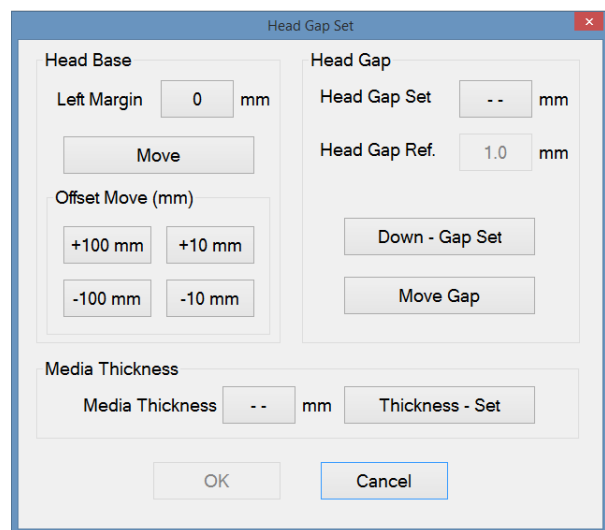 Head Gap Set
Head Base
Left Margin 0 mm
Move
Offset Move (mm)
+100 mm +10 mm
-100 mm -10 mm
Head Gap
Head Gap Set - - mm
Head Gap Ref. 1.0 mm
Down - Gap Set
Move Gap
Media Thickness
Media Thickness - - mm Thickness - Set
OK Cancel